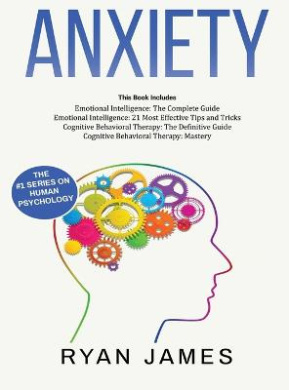 ANXIETY
This Book Includes
Emotional Intelligence: The Complete Guide
Emotional Intelligence: 21 Most Effective Tips and Tricks
Cognitive Behavioral Therapy: The Definitive Guide
Cognitive Behavioral Therapy: Mastery
THE
#1 SERIES ON
HUMAN
PSYCHOLOGY
RYAN JAMES